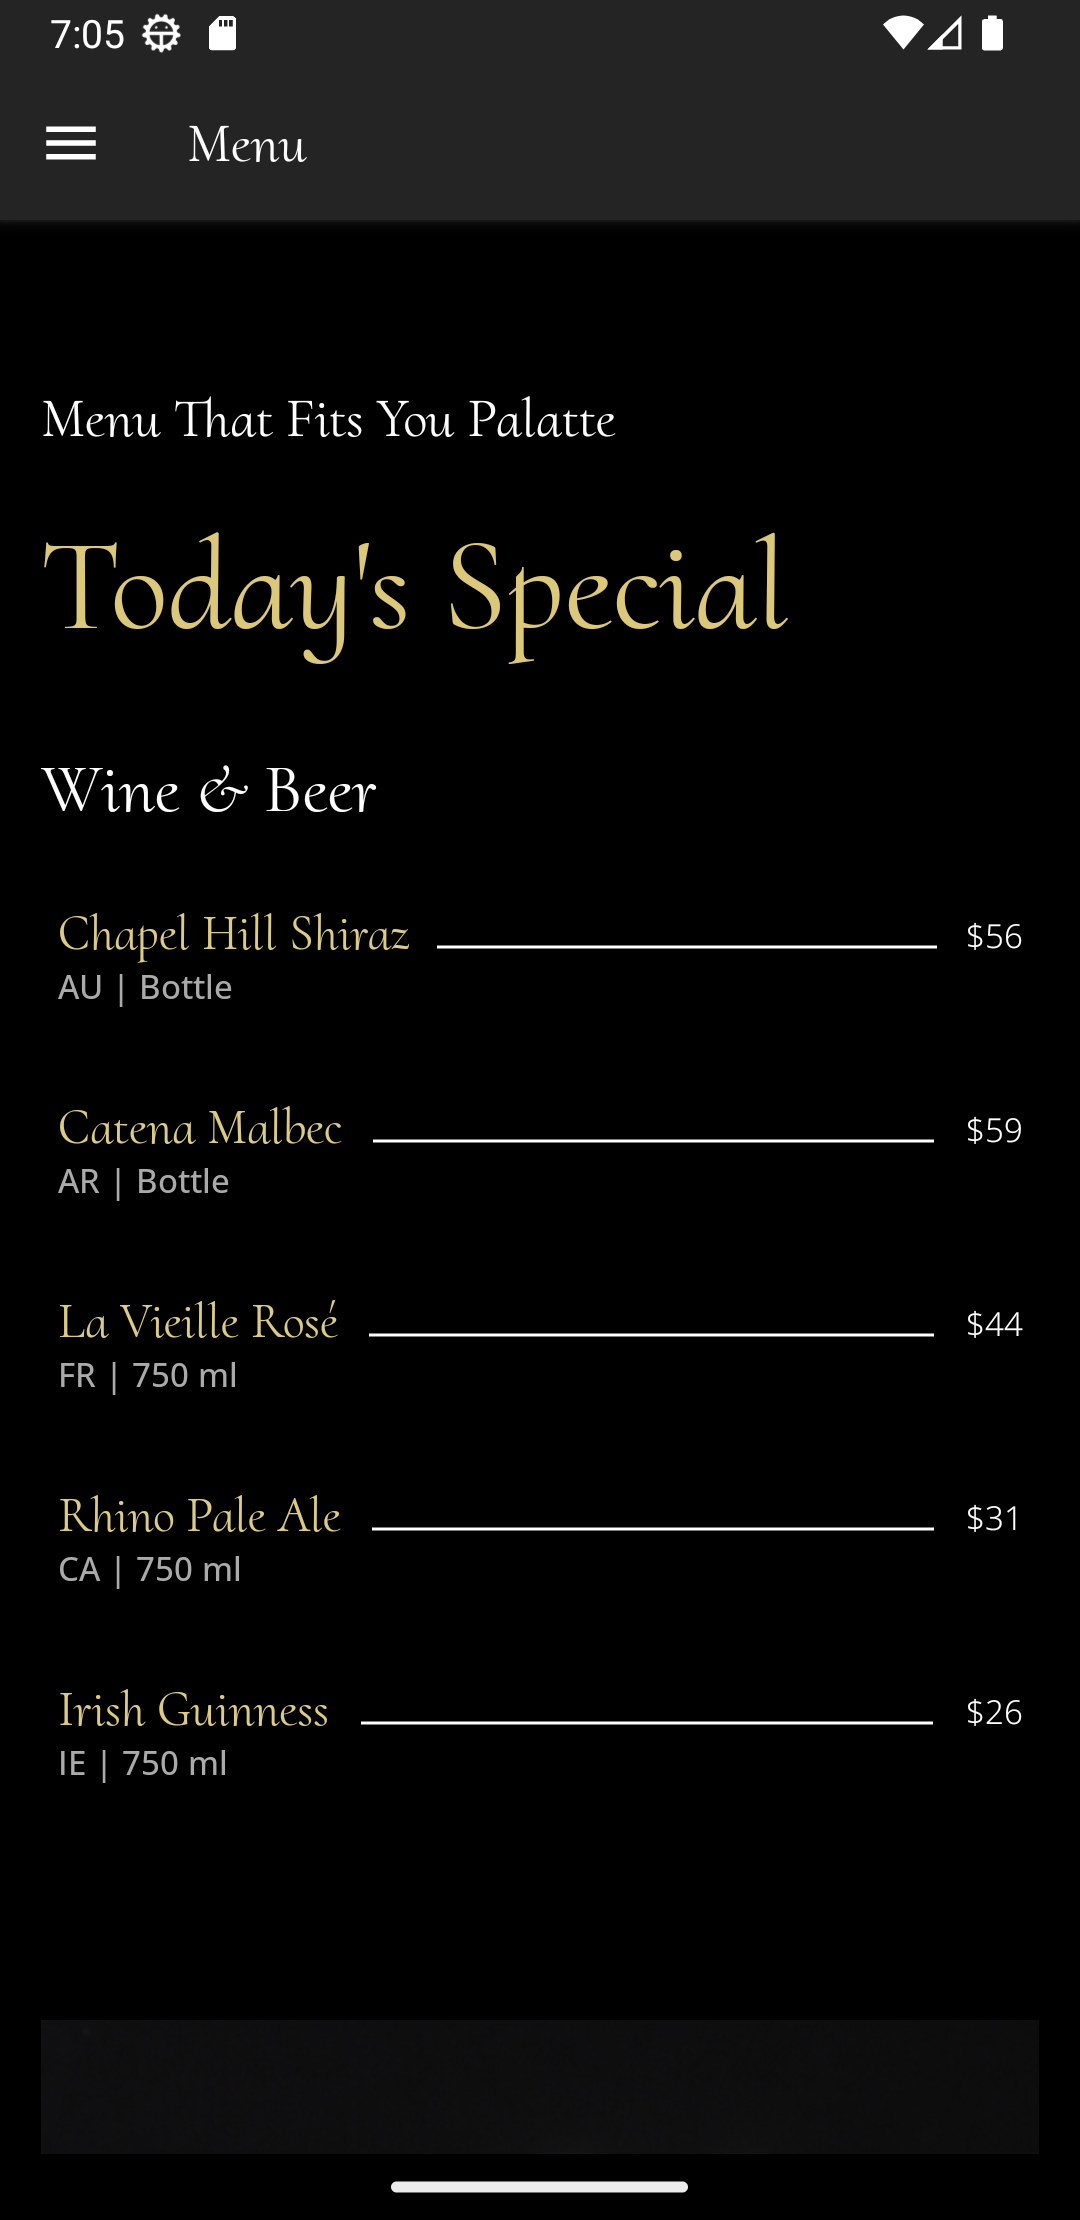 7:05
Menu
Menu That Fits You Palatte
Today's Special
Wine & Beer
Chapel Hill Shiraz $56
AU | Bottle
Catena Malbec $59
AR | Bottle
La Vieille Rosé $44
FR | 750 ml
Rhino Pale Ale $31
CA | 750 ml
Irish Guinness $26
IE | 750 ml